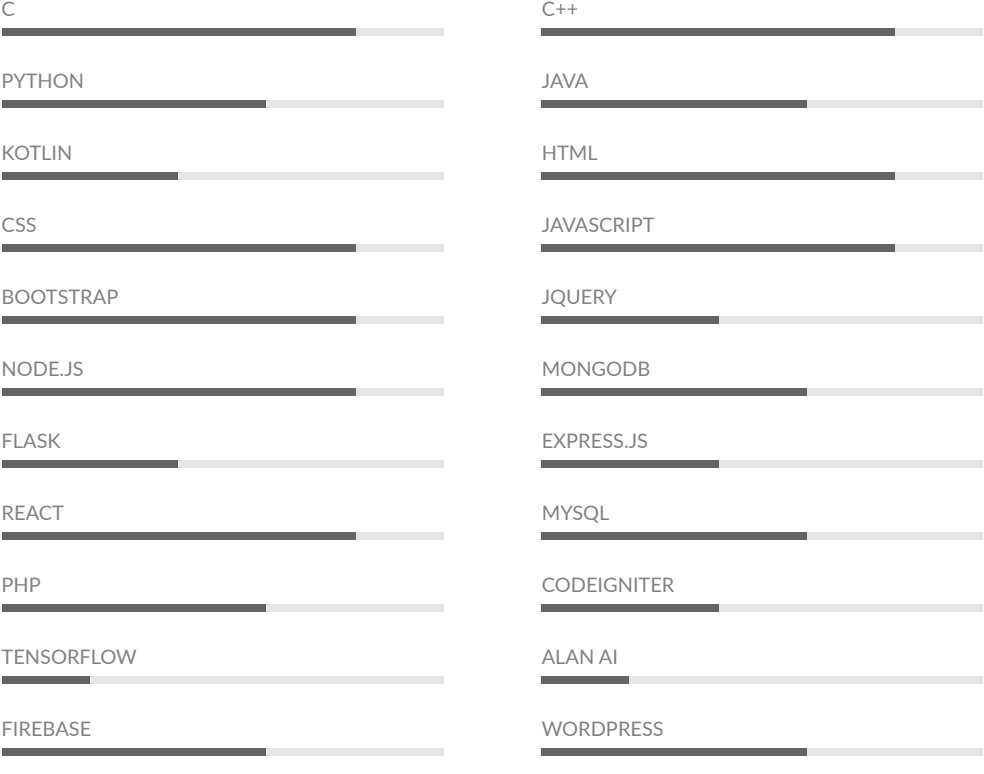 C
C++
PYTHON
JAVA
KOTLIN
HTML
CSS
JAVASCRIPT
BOOTSTRAP
JQUERY
NODE.JS
MONGODB
FLASK
EXPRESS.JS
REACT
MYSQL
PHP
CODEIGNITER
TENSORFLOW
ALAN AI
FIREBASE
WORDPRESS